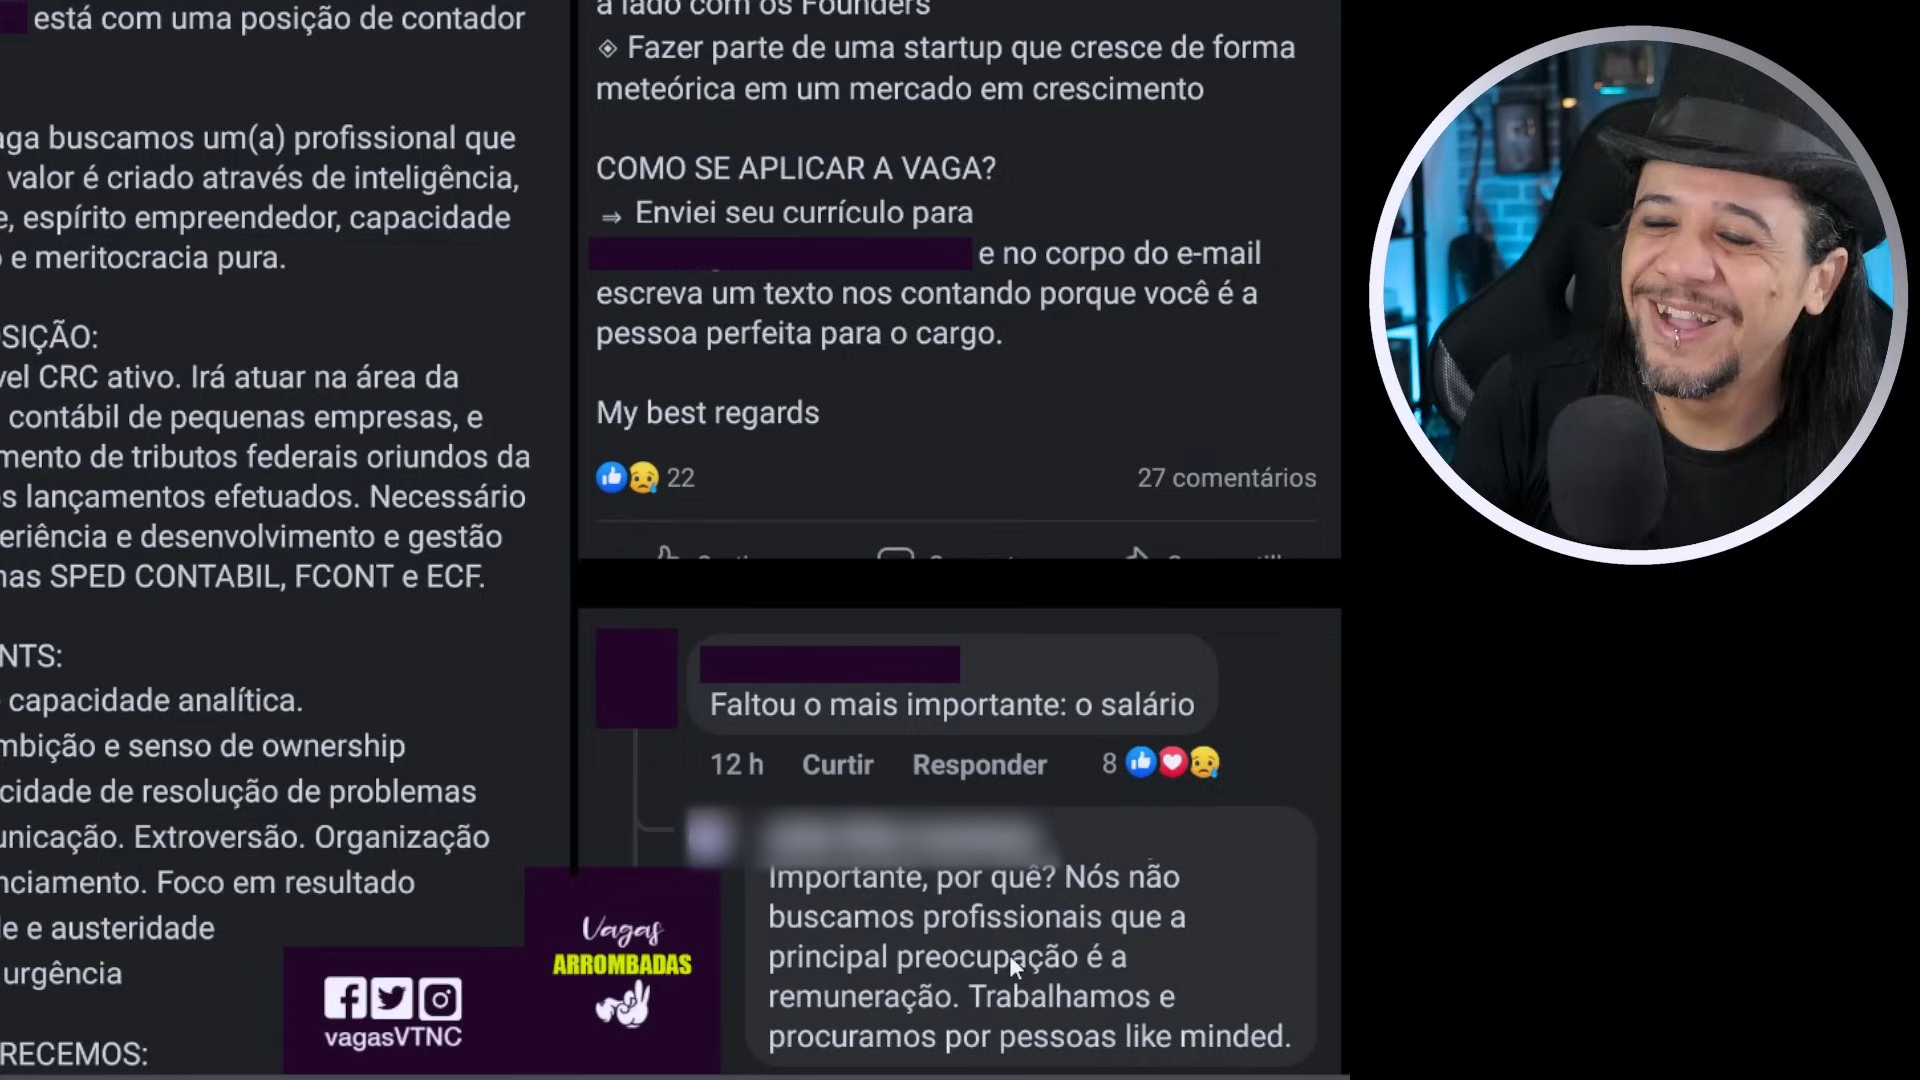 está com uma posição de contador
aga buscamos um(a) profissional que
valor é criado através de inteligência,
e, espírito empreendedor, capacidade
o e meritocracia pura.
OSIÇÃO:
vel CRC ativo. Irá atuar na área da
contábil de pequenas empresas, e
mento de tributos federais oriundos da
os lançamentos efetuados. Necessário
eriência e desenvolvimento e gestão
mas SPED CONTABIL, FCONT e ECF.
NTS:
capacidade analítica.
mbição e senso de ownership
cidade de resolução de problemas
unicação. Extroversão. Organização
nciamento. Foco em resultado
de e austeridade
urgência
RECEMOS:
a lado com os Founders
◈ Fazer parte de uma startup que cresce de forma
meteórica em um mercado em crescimento
COMO SE APLICAR A VAGA?
⇒ Enviei seu currículo para
e no corpo do e-mail
escreva um texto nos contando porque você é a
pessoa perfeita para o cargo.
My best regards
22
27 comentários
Faltou o mais importante: o salário
12 h Curtir Responder 8
Importante, por quê? Nós não
buscamos profissionais que a
principal preocupação é a
remuneração. Trabalhamos e
procuramos por pessoas like minded.
Vagas
ARROMBADAS
vagasVTNC